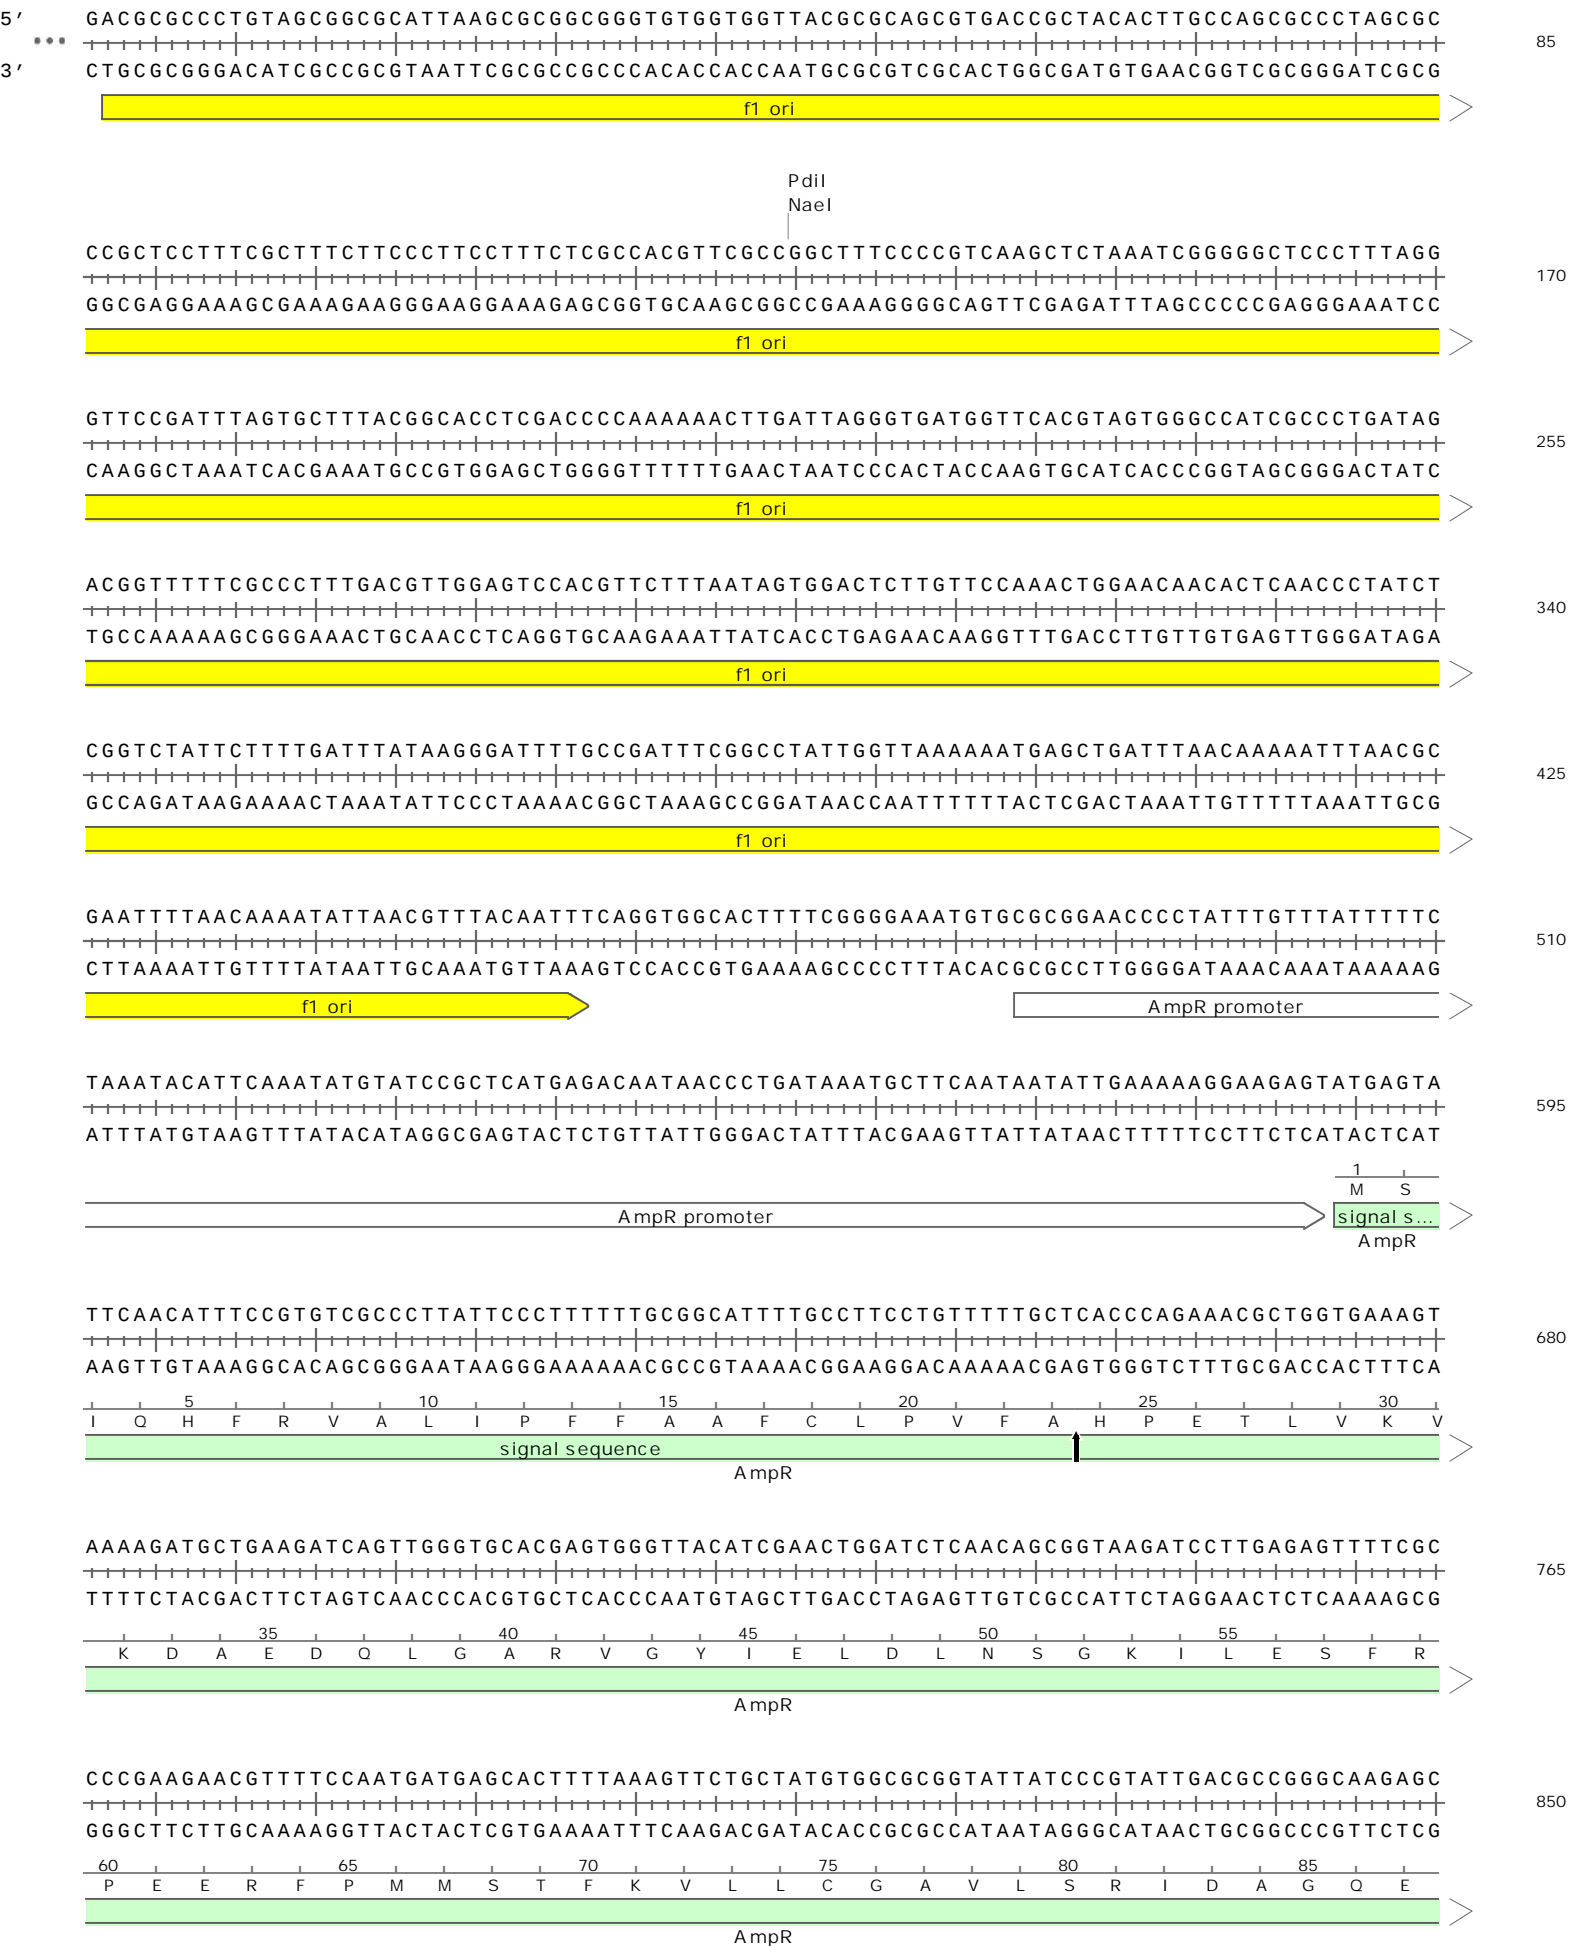 5′ GACGCGCCCTGTAGCGGCGCATTAAGCGCGGCGGGTGTGGTGGTTACGCGCAGCGTGACCGCTACACTTGCCAGCGCCCTAGCGC
85
3′ CTGCGCGGGACATCGCCGCGTAATTCGCGCCGCCCACACCACCAATGCGCGTCGCACTGGCGATGTGAACGGTCGCGGGATCGCG
f1 ori
PdiI
NaeI
CCGCTCCTTTCGCTTTCTTCCCTTCCTTTCTCGCCACGTTCGCCGGCTTTCCCCGTCAAGCTCTAAATCGGGGGCTCCCTTTAGG
170
GGCGAGGAAAGCGAAAGAAGGGAAGGAAAGAGCGGTGCAAGCGGCCGAAAGGGGCAGTTCGAGATTTAGCCCCCGAGGGAAATCC
f1 ori
GTTCCGATTTAGTGCTTTACGGCACCTCGACCCCAAAAAACTTGATTAGGGTGATGGTTCACGTAGTGGGCCATCGCCCTGATAG
255
CAAGGCTAAATCACGAAATGCCGTGGAGCTGGGGTTTTTTGAACTAATCCCACTACCAAGTGCATCACCCGGTAGCGGGACTATC
f1 ori
ACGGTTTTTCGCCCTTTGACGTTGGAGTCCACGTTCTTTAATAGTGGACTCTTGTTCCAAACTGGAACAACACTCAACCCTATCT
340
TGCCAAAAAGCGGGAAACTGCAACCTCAGGTGCAAGAAATTATCACCTGAGAACAAGGTTTGACCTTGTTGTGAGTTGGGATAGA
f1 ori
CGGTCTATTCTTTTGATTTATAAGGGATTTTGCCGATTTCGGCCTATTGGTTAAAAAATGAGCTGATTTAACAAAAATTTAACGC
425
GCCAGATAAGAAAACTAAATATTCCCTAAAACGGCTAAAGCCGGATAACCAATTTTTTACTCGACTAAATTGTTTTTAAATTGCG
f1 ori
GAATTTTAACAAAATATTAACGTTTACAATTTCAGGTGGCACTTTTCGGGGAAATGTGCGCGGAACCCCTATTTGTTTATTTTTC
510
CTTAAAATTGTTTTATAATTGCAAATGTTAAAGTCCACCGTGAAAAGCCCCTTTACACGCGCCTTGGGGATAAACAAATAAAAAG
f1 ori AmpR promoter
TAAATACATTCAAATATGTATCCGCTCATGAGACAATAACCCTGATAAATGCTTCAATAATATTGAAAAAGGAAGAGTATGAGTA
595
ATTTATGTAAGTTTATACATAGGCGAGTACTCTGTTATTGGGACTATTTACGAAGTTATTATAACTTTTTCCTTCTCATACTCAT
1
M S
AmpR promoter signal s...
AmpR
TTCAACATTTCCGTGTCGCCCTTATTCCCTTTTTTGCGGCATTTTGCCTTCCTGTTTTTGCTCACCCAGAAACGCTGGTGAAAGT
680
AAGTTGTAAAGGCACAGCGGGAATAAGGGAAAAAACGCCGTAAAACGGAAGGACAAAAACGAGTGGGTCTTTGCGACCACTTTCA
5 10 15 20 25 30
I Q H F R V A L I P F F A A F C L P V F A H P E T L V K V
signal sequence
AmpR
AAAAGATGCTGAAGATCAGTTGGGTGCACGAGTGGGTTACATCGAACTGGATCTCAACAGCGGTAAGATCCTTGAGAGTTTTCGC
765
TTTTCTACGACTTCTAGTCAACCCACGTGCTCACCCAATGTAGCTTGACCTAGAGTTGTCGCCATTCTAGGAACTCTCAAAAGCG
35 40 45 50 55
K D A E D Q L G A R V G Y I E L D L N S G K I L E S F R
AmpR
CCCGAAGAACGTTTTCCAATGATGAGCACTTTTAAAGTTCTGCTATGTGGCGCGGTATTATCCCGTATTGACGCCGGGCAAGAGC
850
GGGCTTCTTGCAAAAGGTTACTACTCGTGAAAATTTCAAGACGATACACCGCGCCATAATAGGGCATAACTGCGGCCCGTTCTCG
60 65 70 75 80 85
P E E R F P M M S T F K V L L C G A V L S R I D A G Q E
AmpR